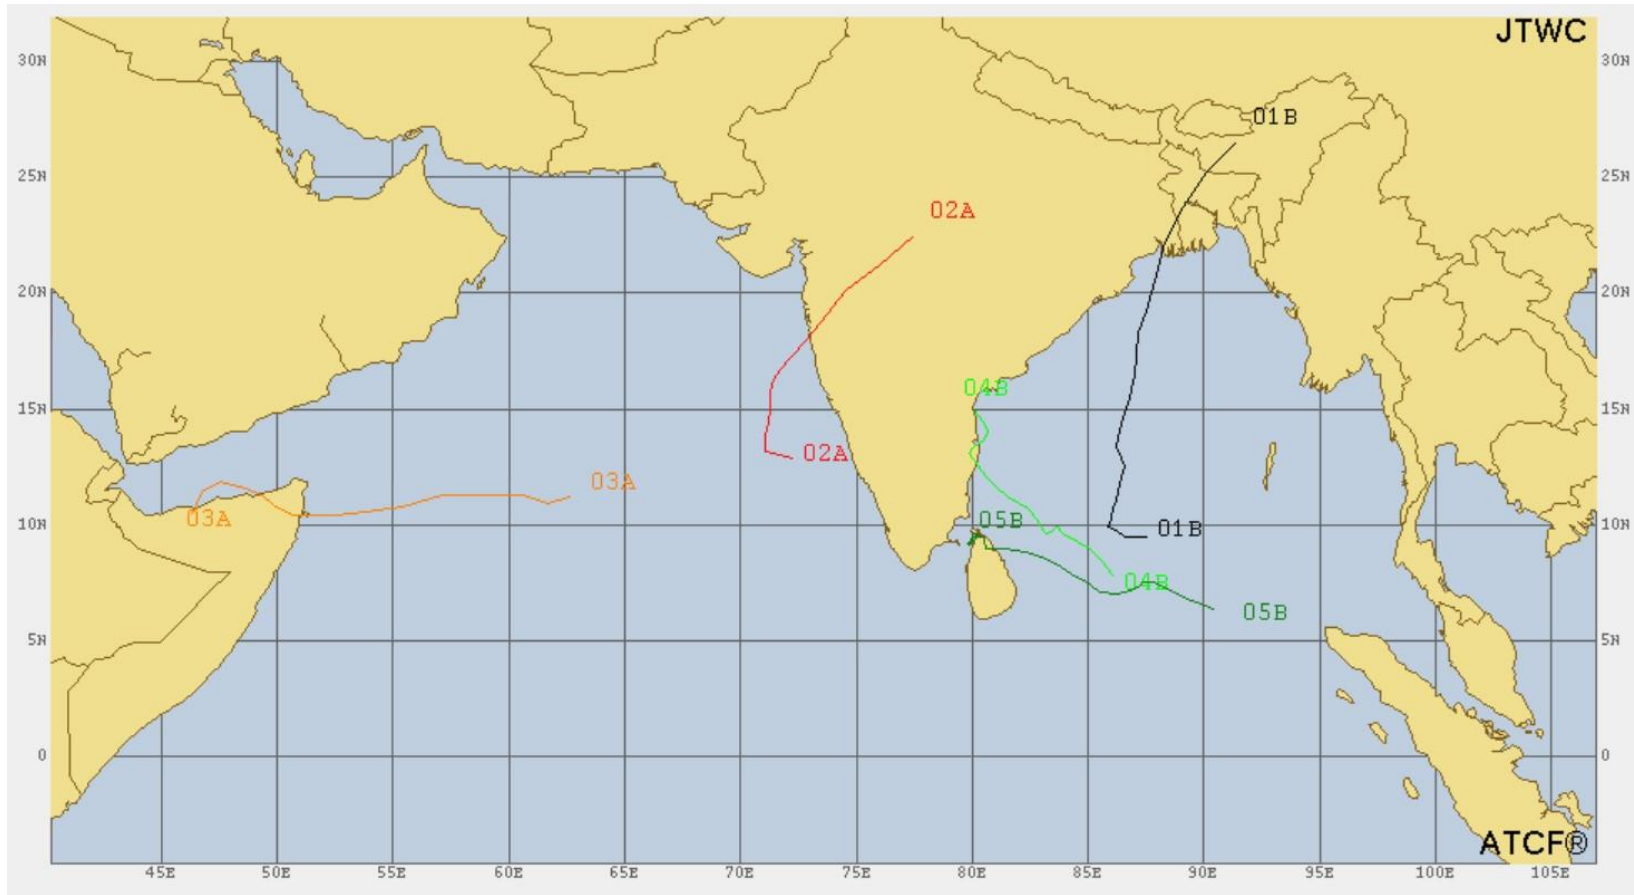 JTWC
30N 30N
01B
25N 25N
02A
20N 20N
04B
15N 15N
02A
03A
03A 05B
10N 01B 10N
04B
05B
5N 5N
0 0
ATCF®
45E 50E 55E 60E 65E 70E 75E 80E 85E 90E 95E 100E 105E